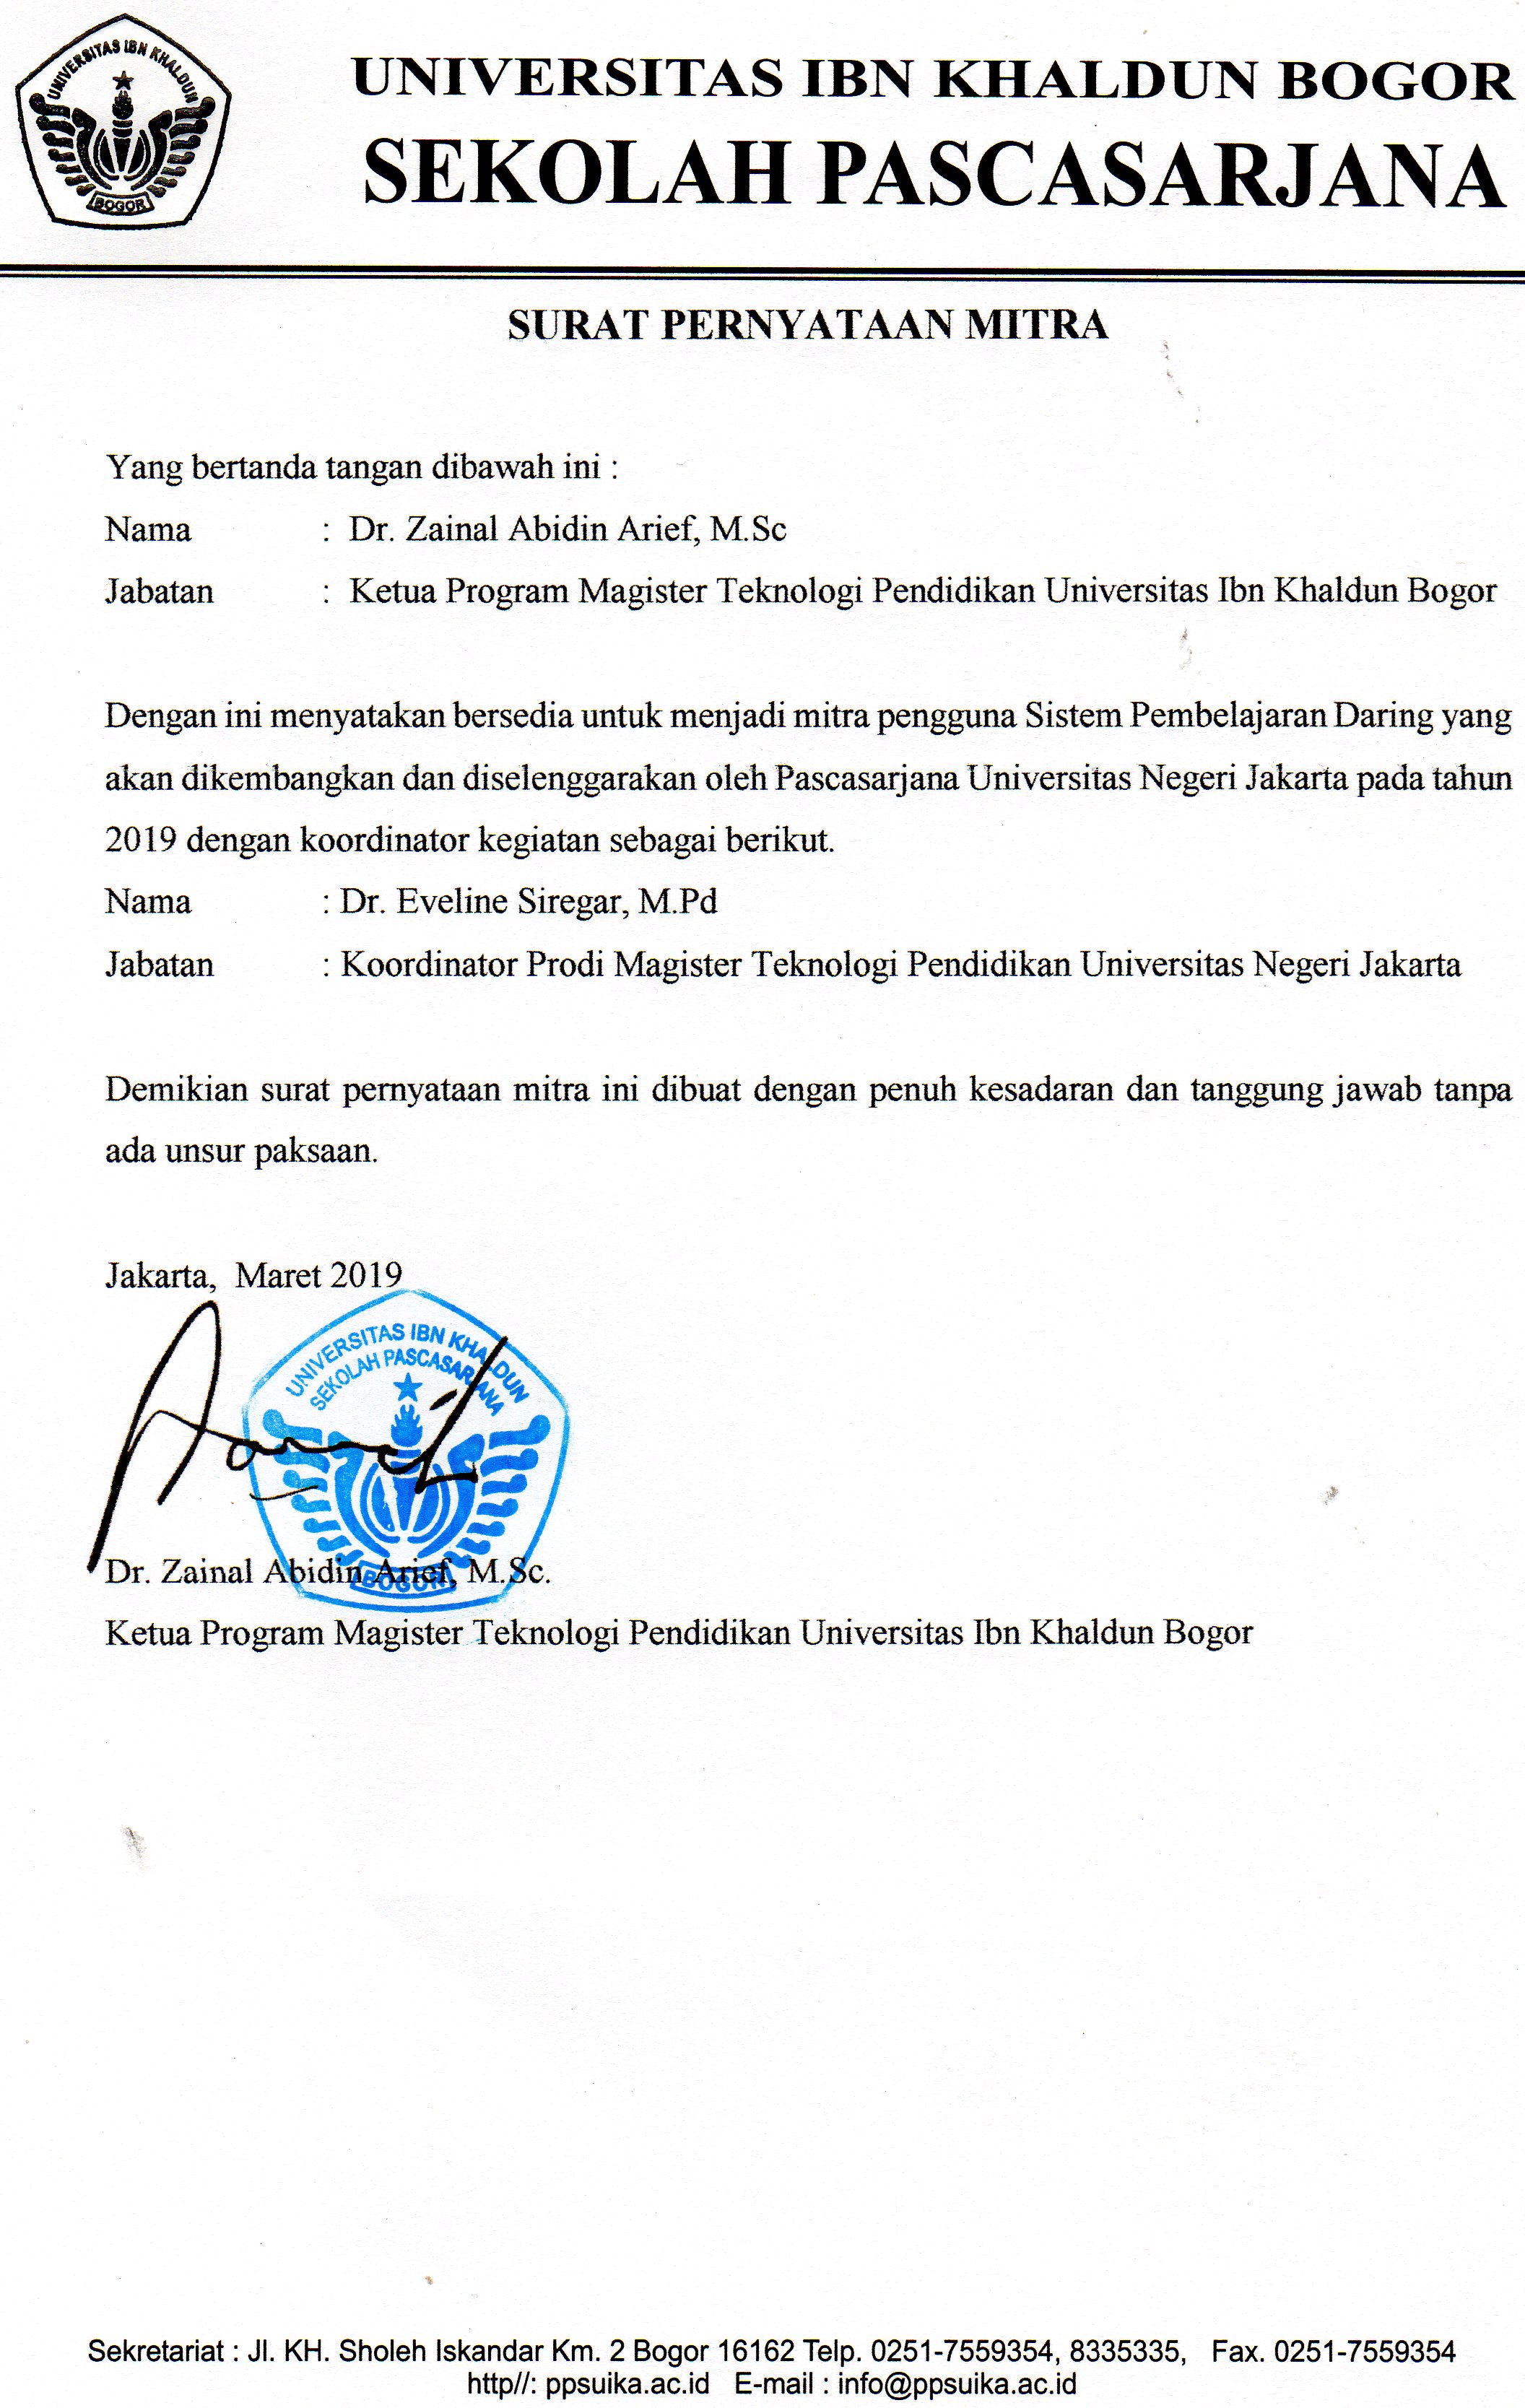 UNIVERSITAS IBN KHALDUN
BOGOR
UNIVERSITAS IBN KHALDUN BOGOR
SEKOLAH PASCASARJANA
SURAT PERNYATAAN MITRA
Yang bertanda tangan dibawah ini :
Nama : Dr. Zainal Abidin Arief, M.Sc
Jabatan : Ketua Program Magister Teknologi Pendidikan Universitas Ibn Khaldun Bogor
Dengan ini menyatakan bersedia untuk menjadi mitra pengguna Sistem Pembelajaran Daring yang
akan dikembangkan dan diselenggarakan oleh Pascasarjana Universitas Negeri Jakarta pada tahun
2019 dengan koordinator kegiatan sebagai berikut.
Nama : Dr. Eveline Siregar, M.Pd
Jabatan : Koordinator Prodi Magister Teknologi Pendidikan Universitas Negeri Jakarta
Demikian surat pernyataan mitra ini dibuat dengan penuh kesadaran dan tanggung jawab tanpa
ada unsur paksaan.
Jakarta, Maret 2019
UNIVERSITAS IBN KHALDUN
SEKOLAH PASCASARJANA
BOGOR
Dr. Zainal Abidin Arief, M.Sc.
Ketua Program Magister Teknologi Pendidikan Universitas Ibn Khaldun Bogor
Sekretariat : Jl. KH. Sholeh Iskandar Km. 2 Bogor 16162 Telp. 0251-7559354, 8335335, Fax. 0251-7559354
http//: ppsuika.ac.id E-mail : info@ppsuika.ac.id